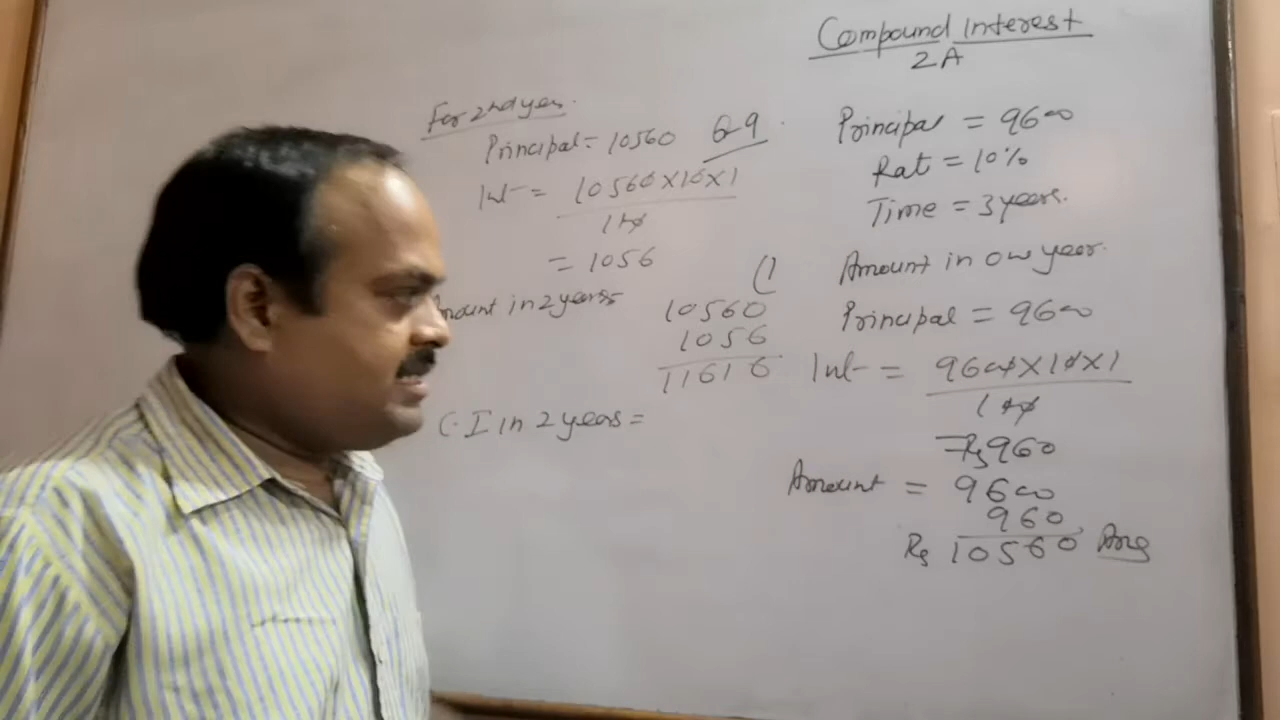 Compound Interest
2A
Principal = 9600
Rat = 10%
Time = 3 years.
Amount in one year.
Principal = 9600
Int = 9600×10×1
100
= Rs 960
Amount = 9600
960
Rs 10560 Ans
For 2nd year.
Principal = 10560
Q-9
Int = 10560×10×1
100
= 1056
Amount in 2 years
10560
1056
11616
C.I in 2 years =